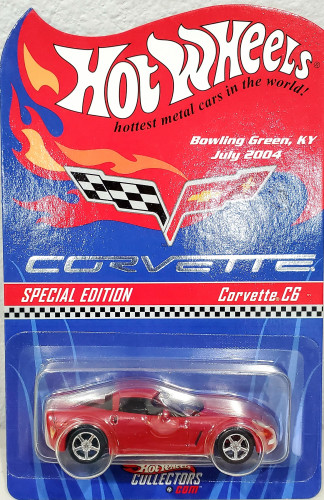 HOT WHEELS
hottest metal cars in the world!
Bowling Green, KY
July 2004
CORVETTE
SPECIAL EDITION
Corvette C6
Hot Wheels
COLLECTORS
.com